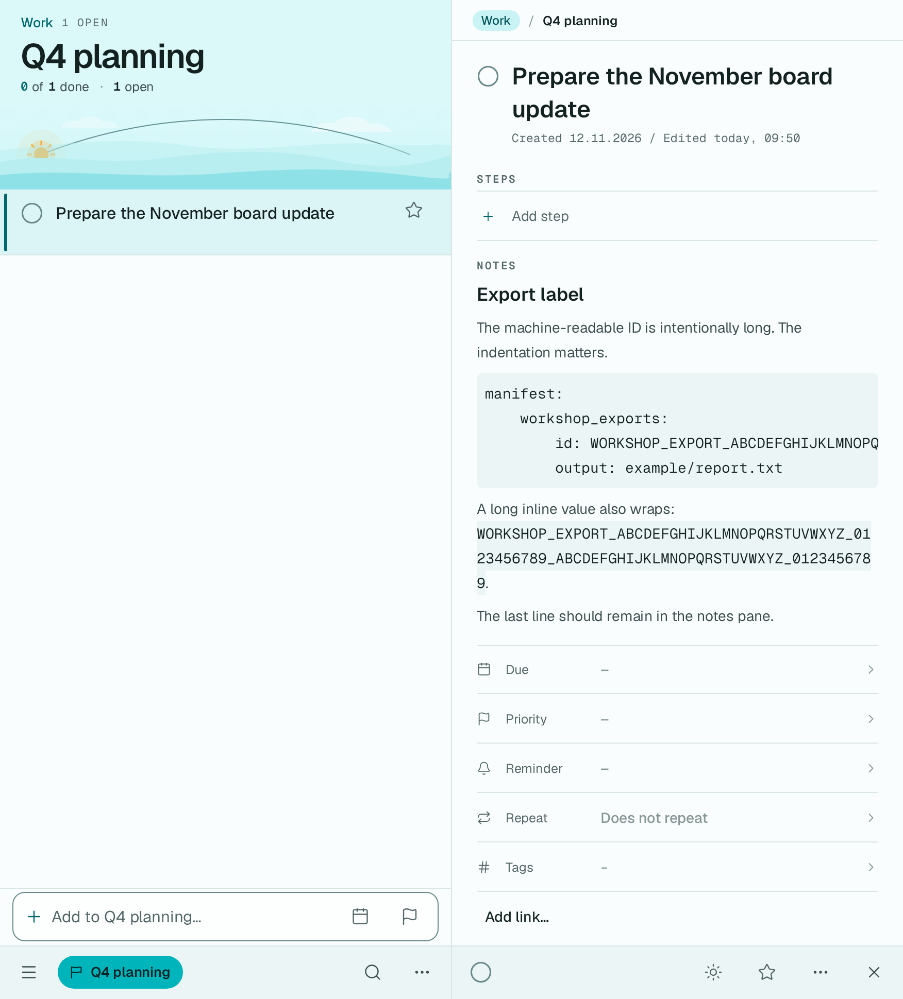 Work 1 OPEN
Q4 planning
0 of 1 done · 1 open
Prepare the November board update
Add to Q4 planning...
Q4 planning
Work / Q4 planning
Prepare the November board
update
Created 12.11.2026 / Edited today, 09:50
STEPS
+ Add step
NOTES
Export label
The machine-readable ID is intentionally long. The
indentation matters.
manifest:
    workshop_exports:
        id: WORKSHOP_EXPORT_ABCDEFGHIJKLMNOPQ
        output: example/report.txt
A long inline value also wraps:
WORKSHOP_EXPORT_ABCDEFGHIJKLMNOPQRSTUVWXYZ_01
23456789_ABCDEFGHIJKLMNOPQRSTUVWXYZ_012345678
9.
The last line should remain in the notes pane.
Due –
Priority –
Reminder –
Repeat Does not repeat
Tags -
Add link...